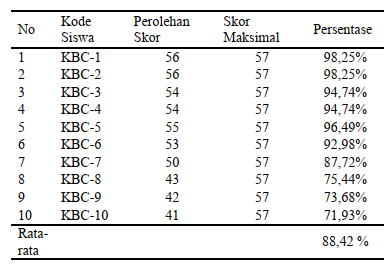 No Kode Siswa Perolehan Skor Skor Maksimal Persentase
1 KBC-1 56 57 98,25%
2 KBC-2 56 57 98,25%
3 KBC-3 54 57 94,74%
4 KBC-4 54 57 94,74%
5 KBC-5 55 57 96,49%
6 KBC-6 53 57 92,98%
7 KBC-7 50 57 87,72%
8 KBC-8 43 57 75,44%
9 KBC-9 42 57 73,68%
10 KBC-10 41 57 71,93%
Rata-
rata 88,42 %